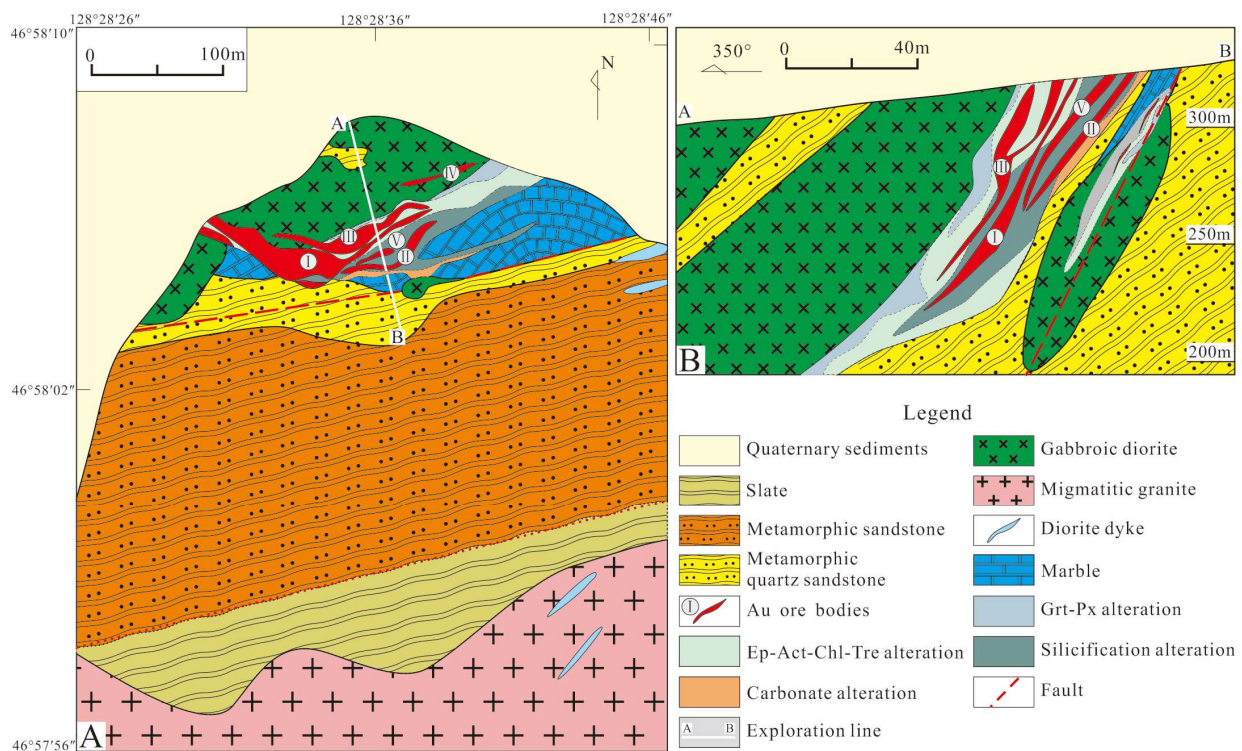 128°28′26″
128°28′36″
128°28′46″
46°58′10″
0
100m
N
A
IV
III
V
I
II
B
46°58′02″
46°57′56″
A
350°
0
40m
A
B
300m
V
II
III
I
250m
200m
B
Legend
Quaternary sediments
Slate
Metamorphic sandstone
Metamorphic
quartz sandstone
I
Au ore bodies
Ep-Act-Chl-Tre alteration
Carbonate alteration
A B
Exploration line
Gabbroic diorite
Migmatitic granite
Diorite dyke
Marble
Grt-Px alteration
Silicification alteration
Fault